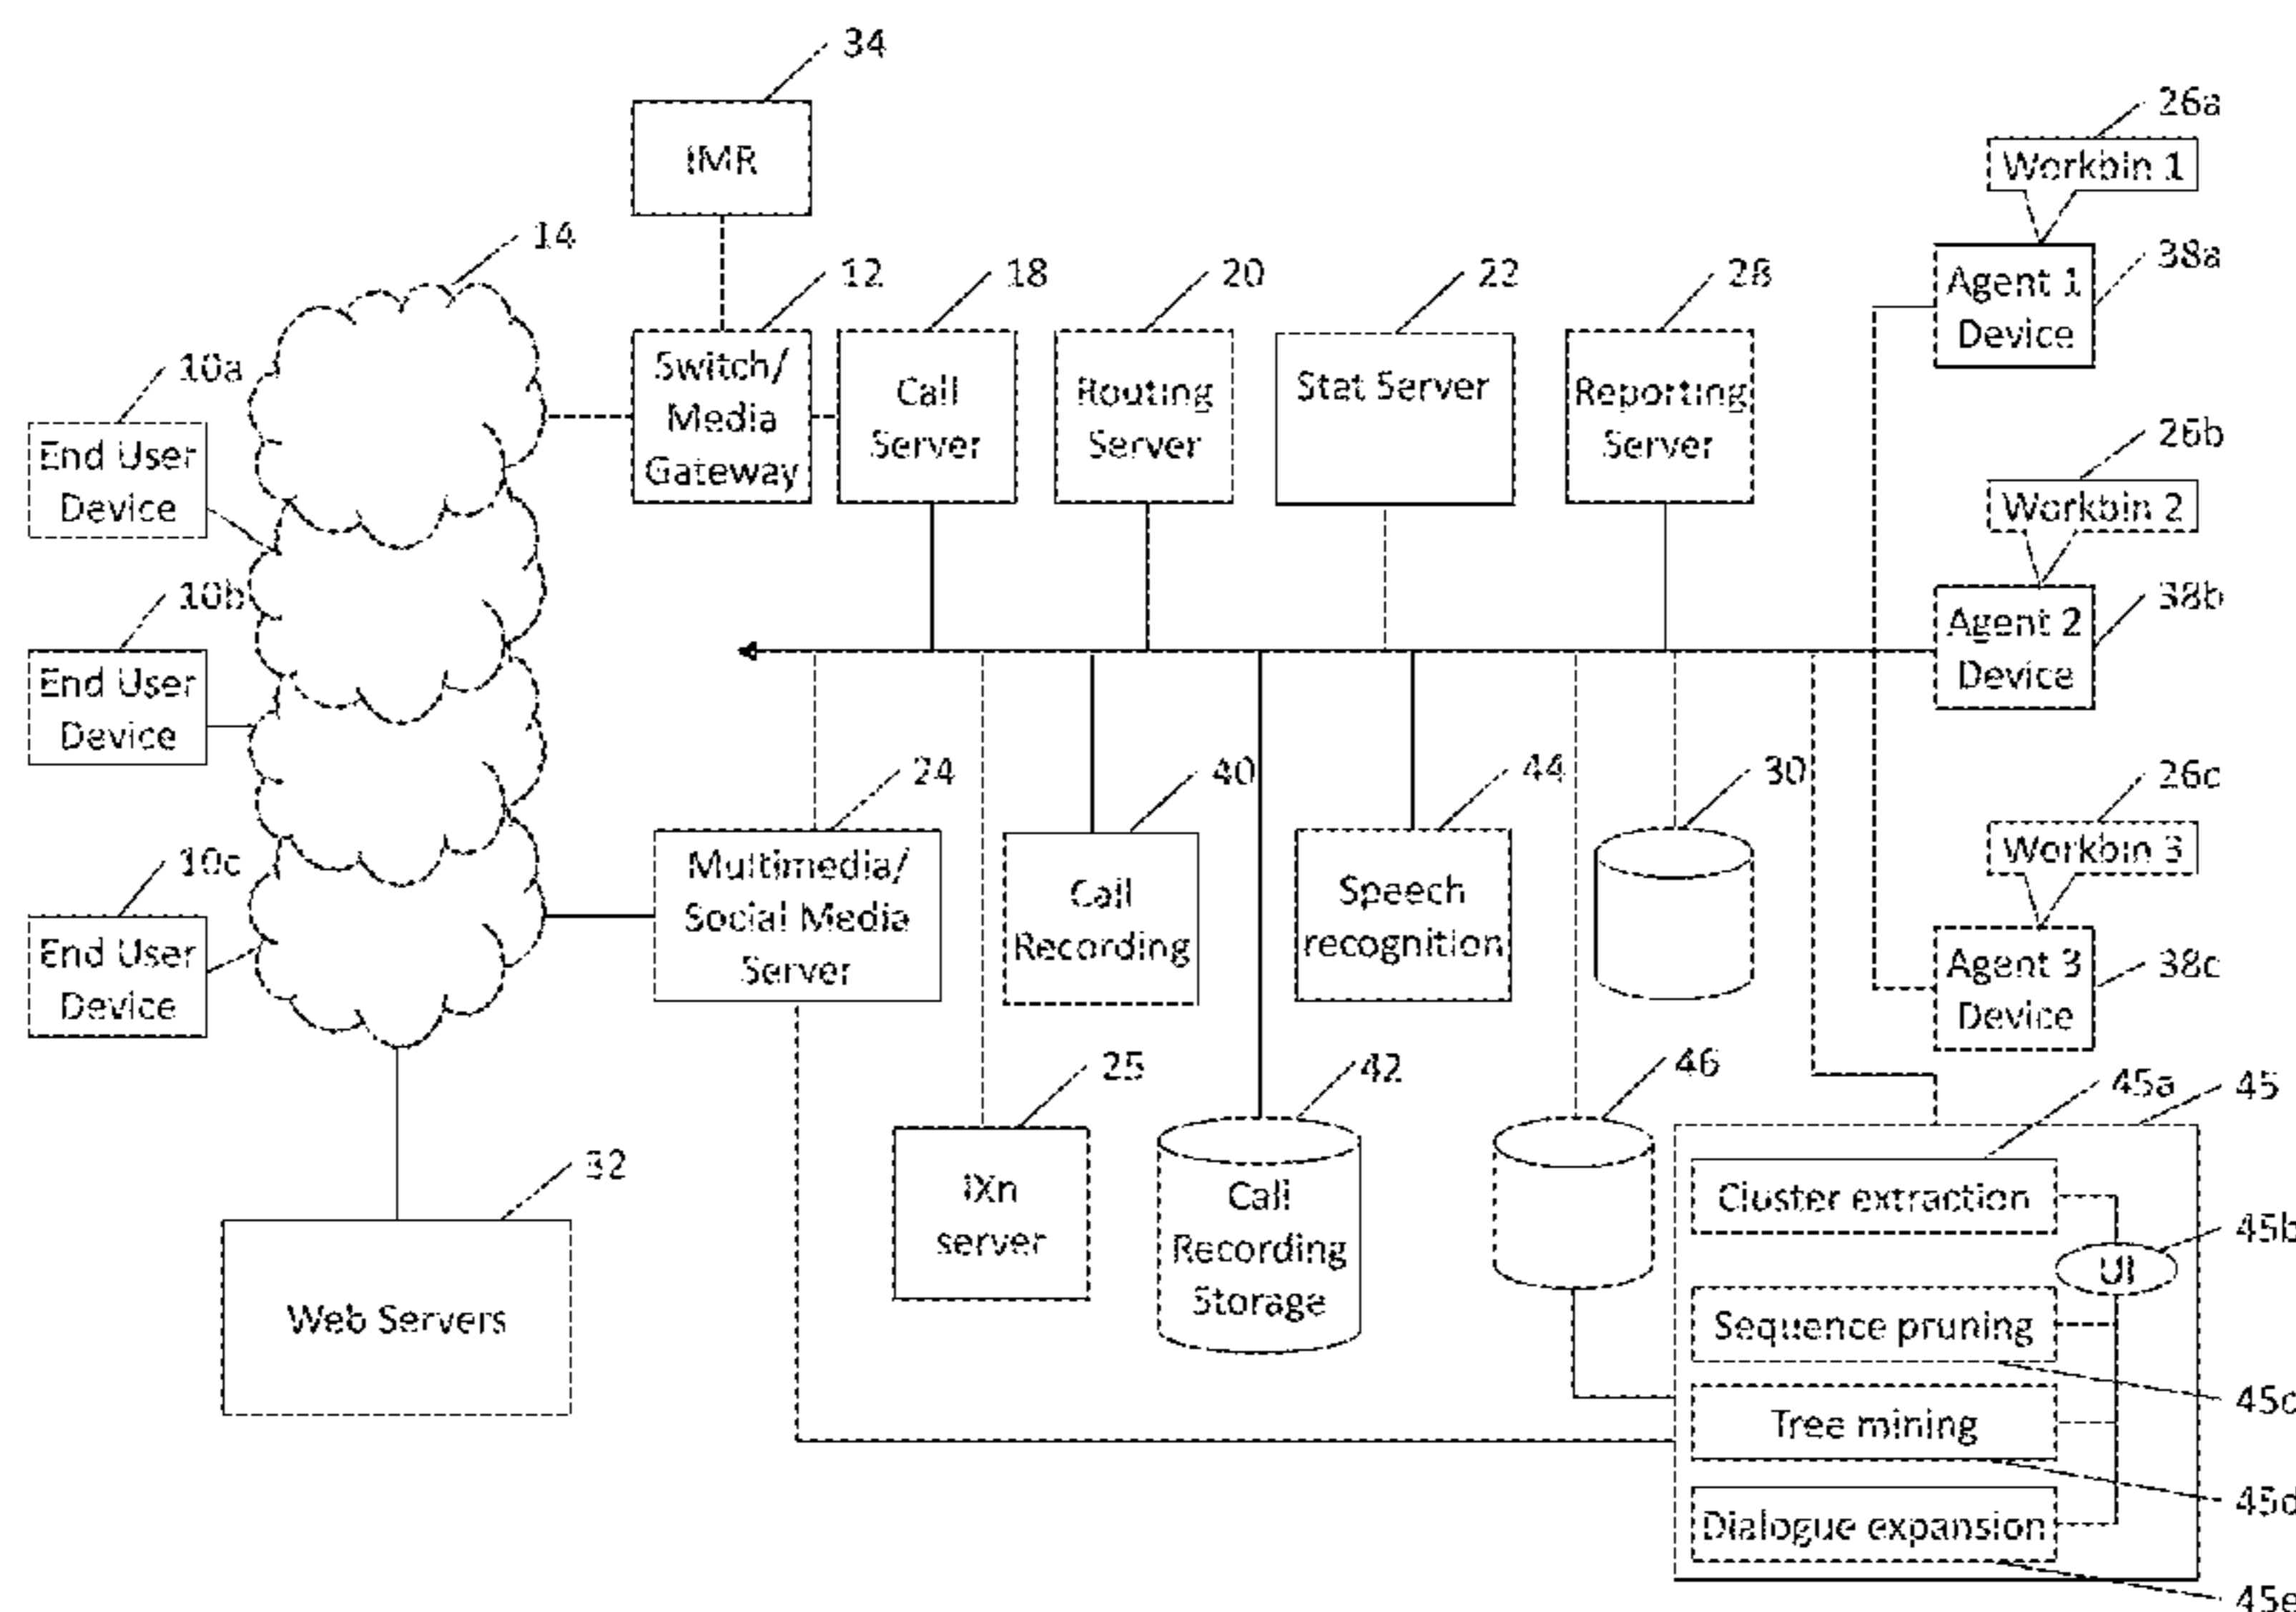 34
IMR
26a
Workbin 1
14
12
18
20
22
28
38a
Agent 1
Device
10a
End User
Device
Switch/
Media
Gateway
Call
Server
Routing
Server
Stat Server
Reporting
Server
26b
Workbin 2
10b
End User
Device
38b
Agent 2
Device
24
40
44
30
26c
Workbin 3
10c
End User
Device
Multimedia/
Social Media
Server
Call
Recording
Speech
recognition
Agent 3
Device
38c
25
42
46
45a
45
32
Web Servers
iXn
server
Call
Recording
Storage
Cluster extraction
45b
UI
Sequence pruning
45c
Tree mining
45d
Dialogue expansion
45e